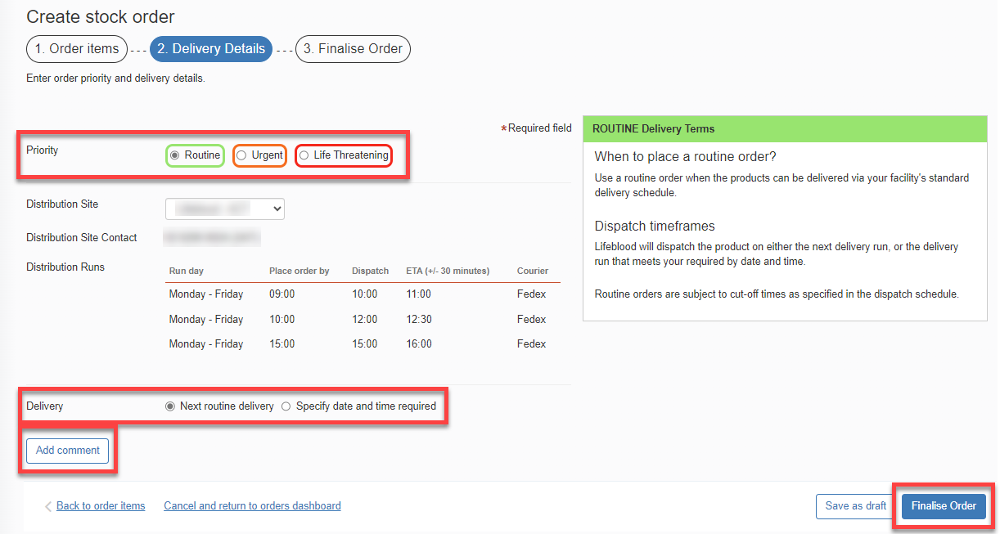 Create stock order
1. Order items --- 2. Delivery Details --- 3. Finalise Order
Enter order priority and delivery details.
*Required field
Priority Routine Urgent Life Threatening
Distribution Site
Distribution Site Contact
Distribution Runs
Run day Place order by Dispatch ETA (+/- 30 minutes) Courier
Monday - Friday 09:00 10:00 11:00 Fedex
Monday - Friday 10:00 12:00 12:30 Fedex
Monday - Friday 15:00 15:00 16:00 Fedex
Delivery Next routine delivery Specify date and time required
Add comment
ROUTINE Delivery Terms
When to place a routine order?
Use a routine order when the products can be delivered via your facility's standard
delivery schedule.
Dispatch timeframes
Lifeblood will dispatch the product on either the next delivery run, or the delivery
run that meets your required by date and time.
Routine orders are subject to cut-off times as specified in the dispatch schedule.
Back to order items Cancel and return to orders dashboard Save as draft Finalise Order